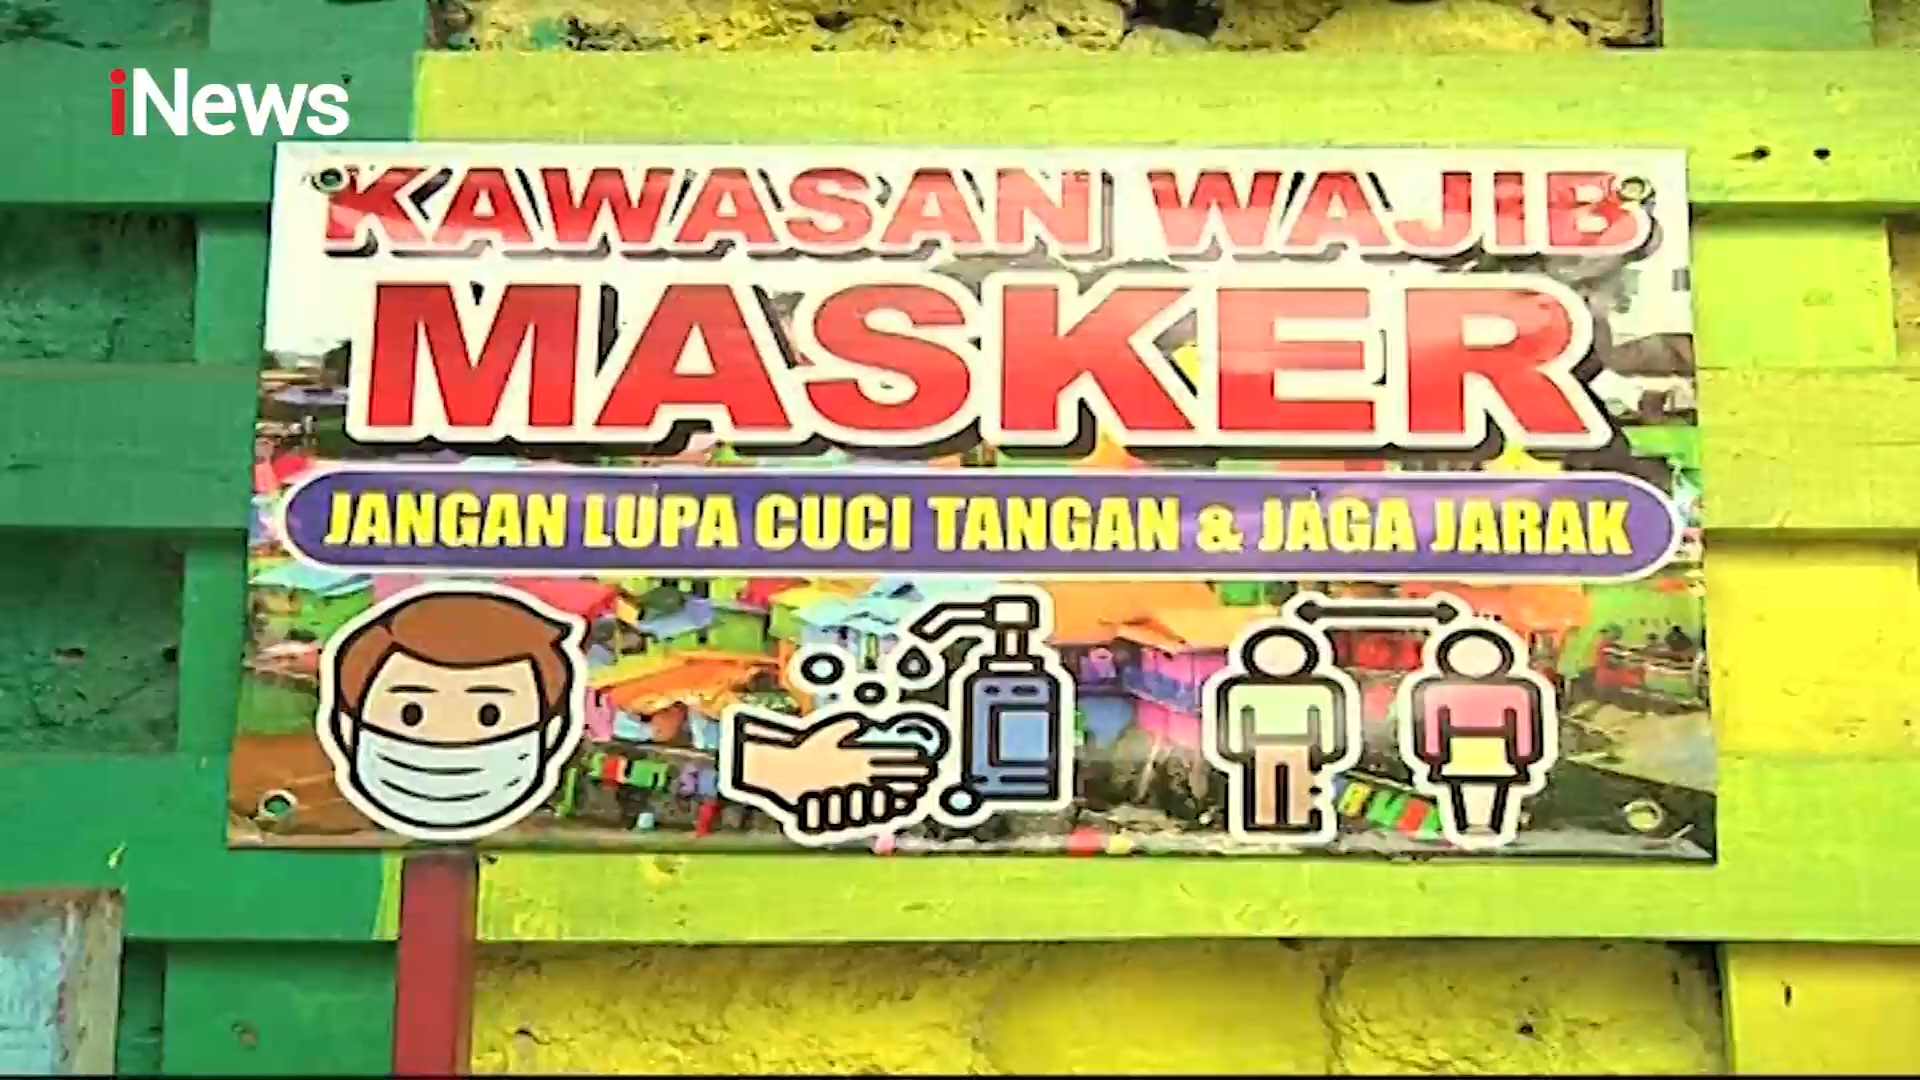 iNews
KAWASAN WAJIB
MASKER
JANGAN LUPA CUCI TANGAN & JAGA JARAK